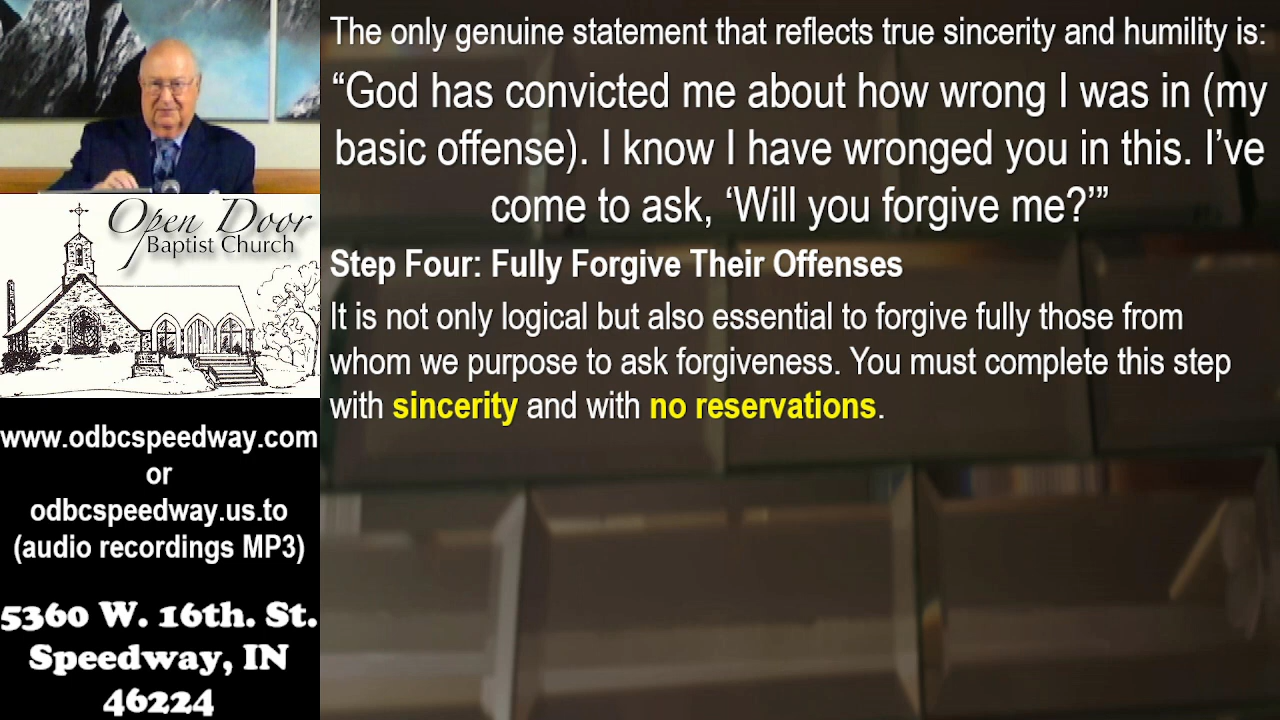 The only genuine statement that reflects true sincerity and humility is:
“God has convicted me about how wrong I was in (my
basic offense). I know I have wronged you in this. I’ve
come to ask, ‘Will you forgive me?’”
Step Four: Fully Forgive Their Offenses
It is not only logical but also essential to forgive fully those from
whom we purpose to ask forgiveness. You must complete this step
with sincerity and with no reservations.
Open Door
Baptist Church
www.odbcspeedway.com
or
odbcspeedway.us.to
(audio recordings MP3)
5360 W. 16th. St.
Speedway, IN
46224